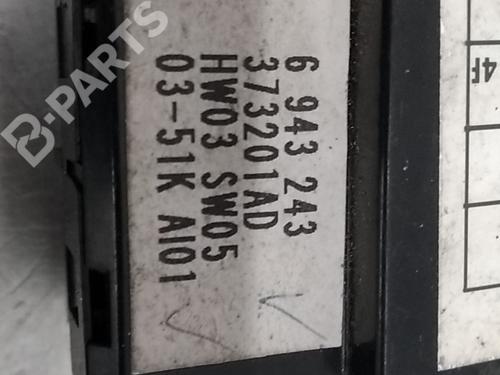 6 943 243
373201AD
HW03 SW05
03-51K AI01
4F
B-PARTS